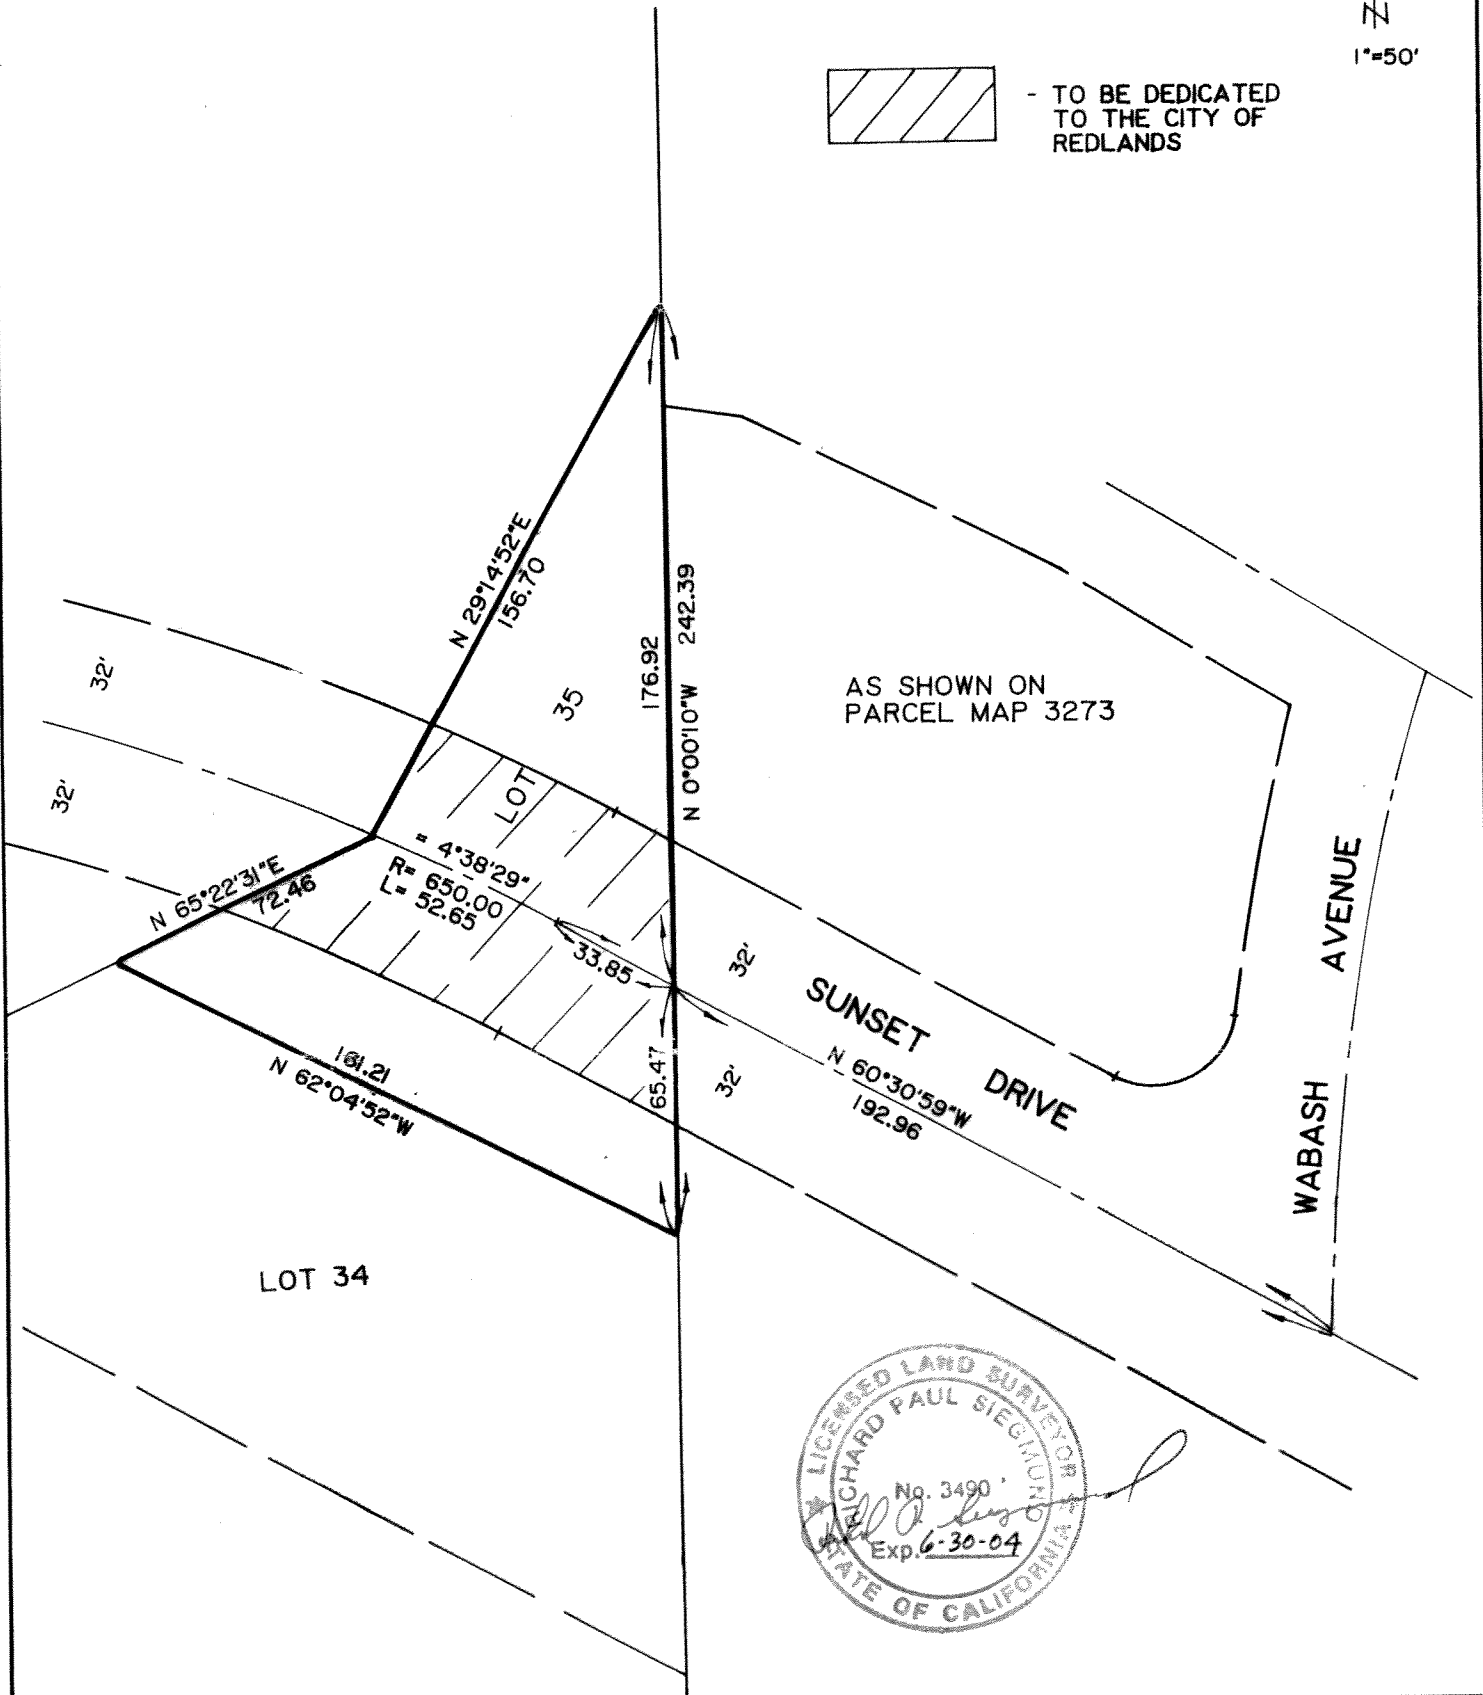 N
1"=50'
- TO BE DEDICATED
TO THE CITY OF
REDLANDS
N 29°14'52"E
156.70
242.39
176.92
N 0°00'10"W
32'
32'
LOT 35
AS SHOWN ON
PARCEL MAP 3273
= 4°38'29"
R= 650.00
L= 52.65
N 65°22'31"E
72.46
33.85
32'
32'
SUNSET DRIVE
N 60°30'59"W
192.96
WABASH AVENUE
65.47
161.21
N 62°04'52"W
LOT 34
LICENSED LAND SURVEYOR
RICHARD PAUL SIEGMUND
No. 3490
Exp. 6-30-04
STATE OF CALIFORNIA